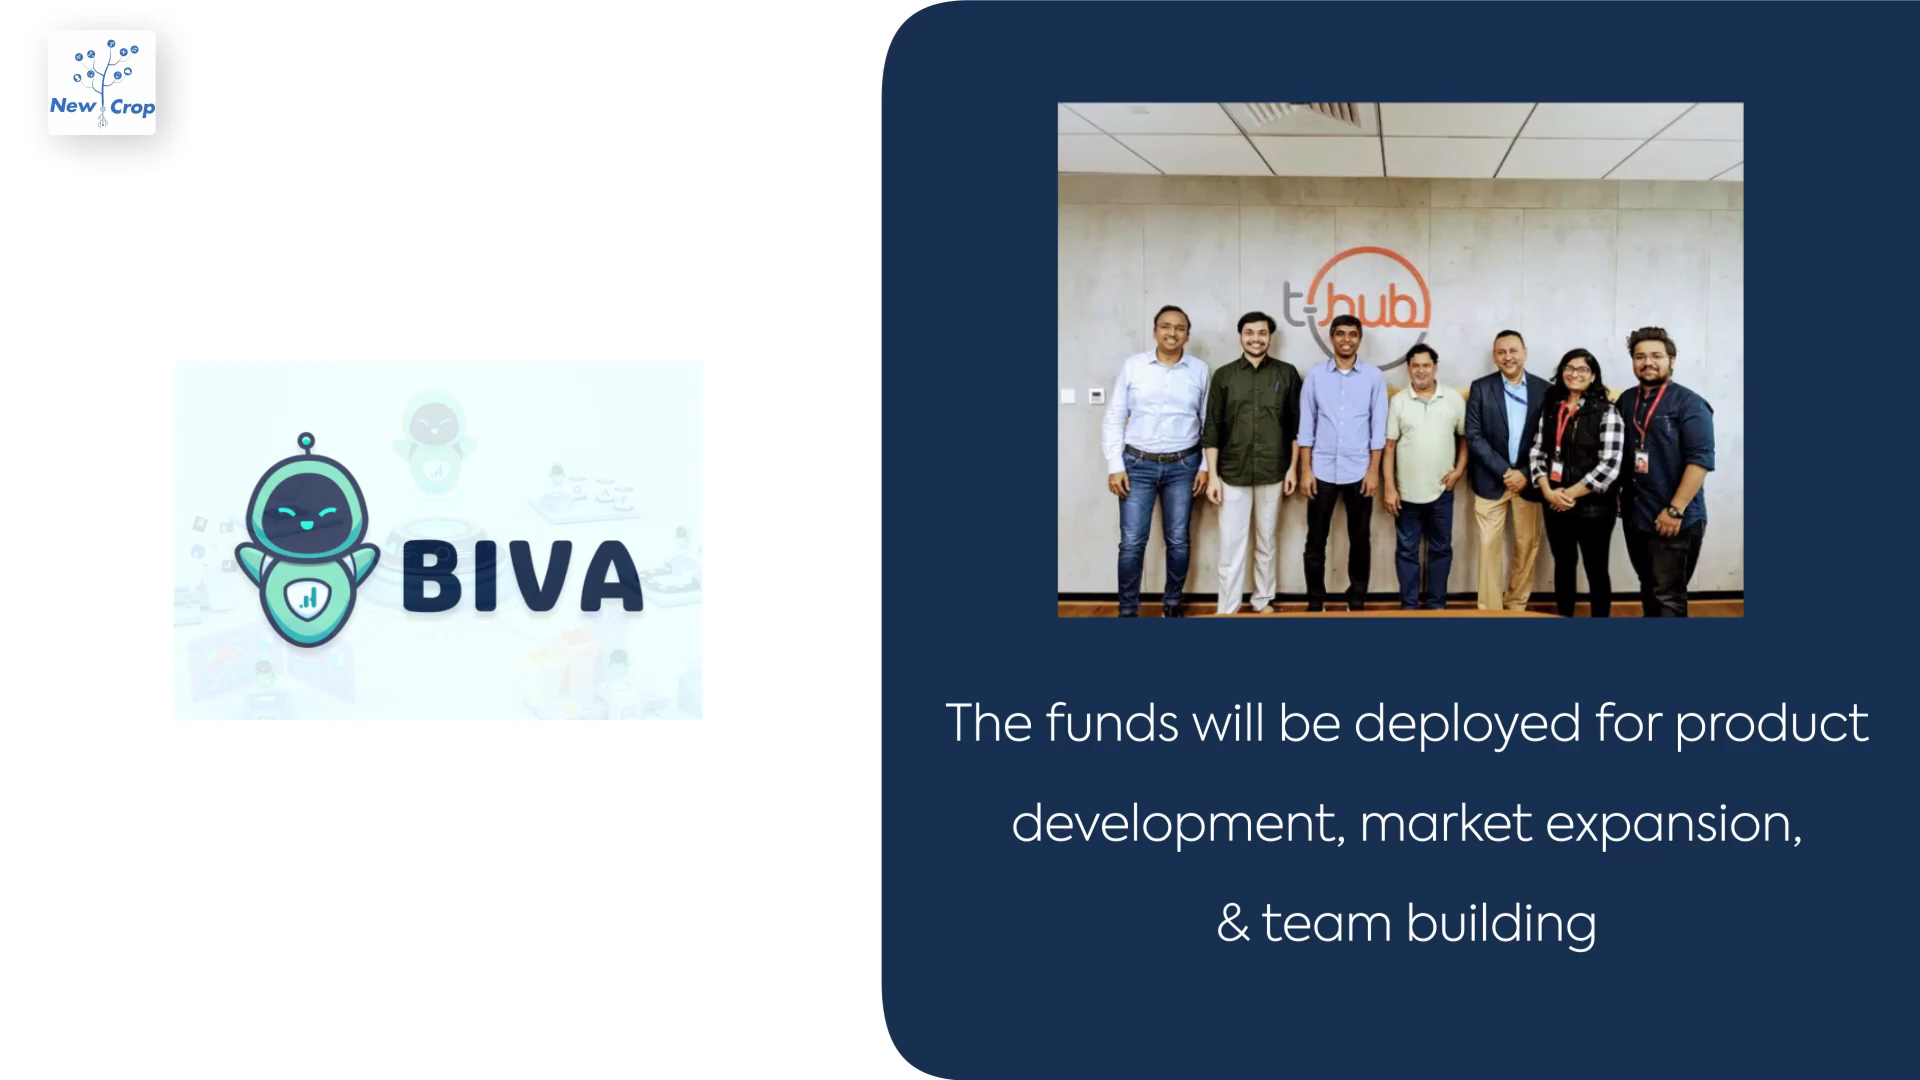 New Crop
BIVA
t-hub
The funds will be deployed for product
development, market expansion,
& team building